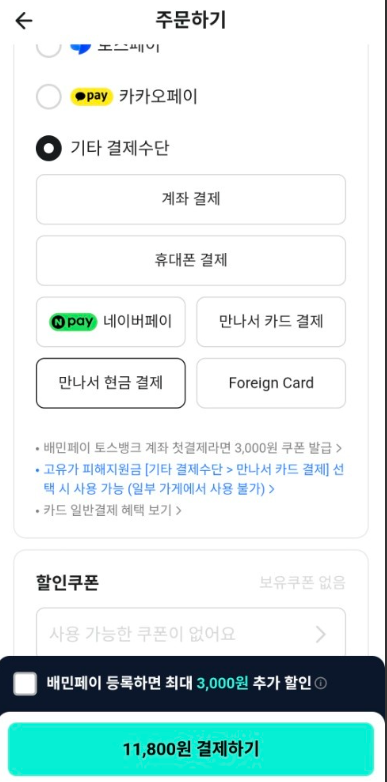 주문하기
토스페이
pay 카카오페이
기타 결제수단
계좌 결제
휴대폰 결제
N pay 네이버페이
만나서 카드 결제
만나서 현금 결제
Foreign Card
• 배민페이 토스뱅크 계좌 첫결제라면 3,000원 쿠폰 발급 >
• 고유가 피해지원금 [기타 결제수단 > 만나서 카드 결제] 선
택 시 사용 가능 (일부 가게에서 사용 불가) >
• 카드 일반결제 혜택 보기 >
할인쿠폰
보유쿠폰 없음
사용 가능한 쿠폰이 없어요
배민페이 등록하면 최대 3,000원 추가 할인
11,800원 결제하기